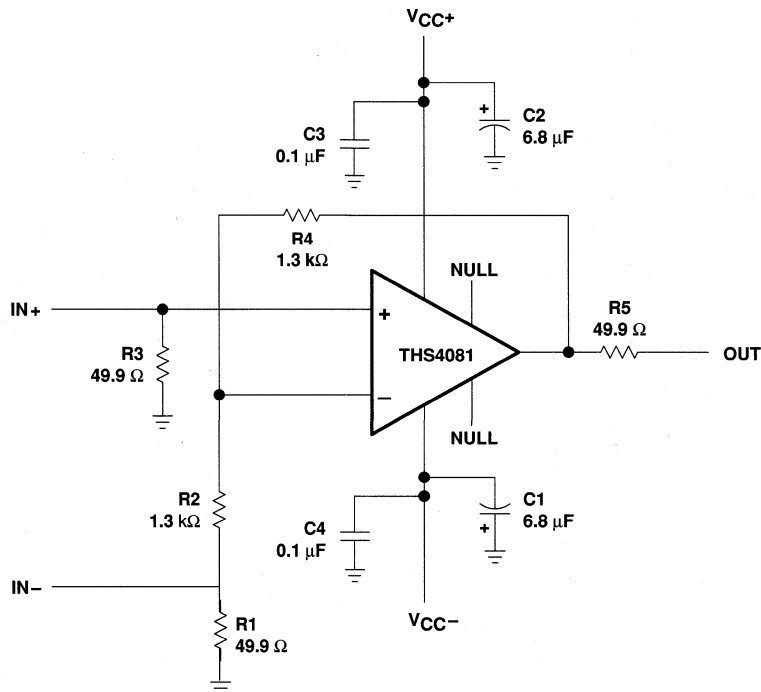 VCC+
C3
0.1 µF
+
C2
6.8 µF
R4
1.3 kΩ
NULL
IN+
+
R5
49.9 Ω
R3
49.9 Ω
THS4081
OUT
−
NULL
R2
1.3 kΩ
C4
0.1 µF
+
C1
6.8 µF
IN−
R1
49.9 Ω
VCC−